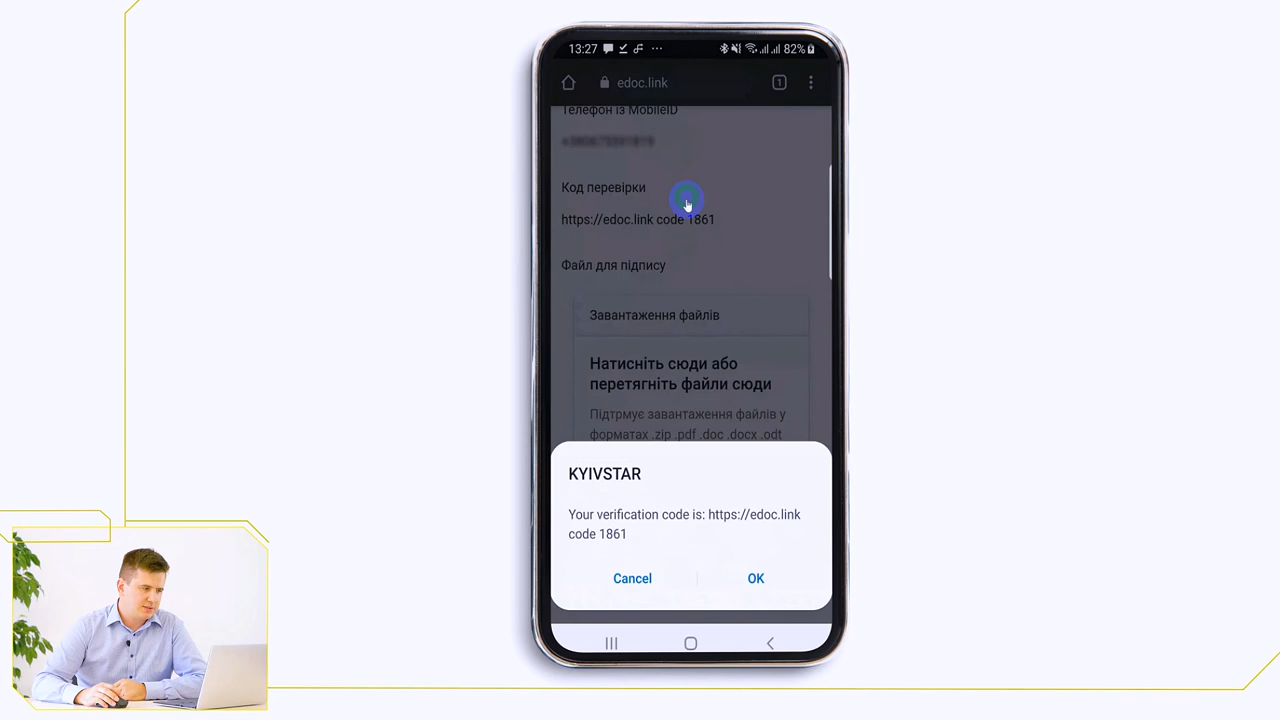 13:27
82%
edoc.link
1
Телефон із MobileID
Код перевірки
https://edoc.link code 1861
Файл для підпису
Завантаження файлів
Натисніть сюди або
перетягніть файли сюди
Підтрмує завантаження файлів у
форматах .zip .pdf .doc .docx .odt
KYIVSTAR
Your verification code is: https://edoc.link
code 1861
Cancel
OK